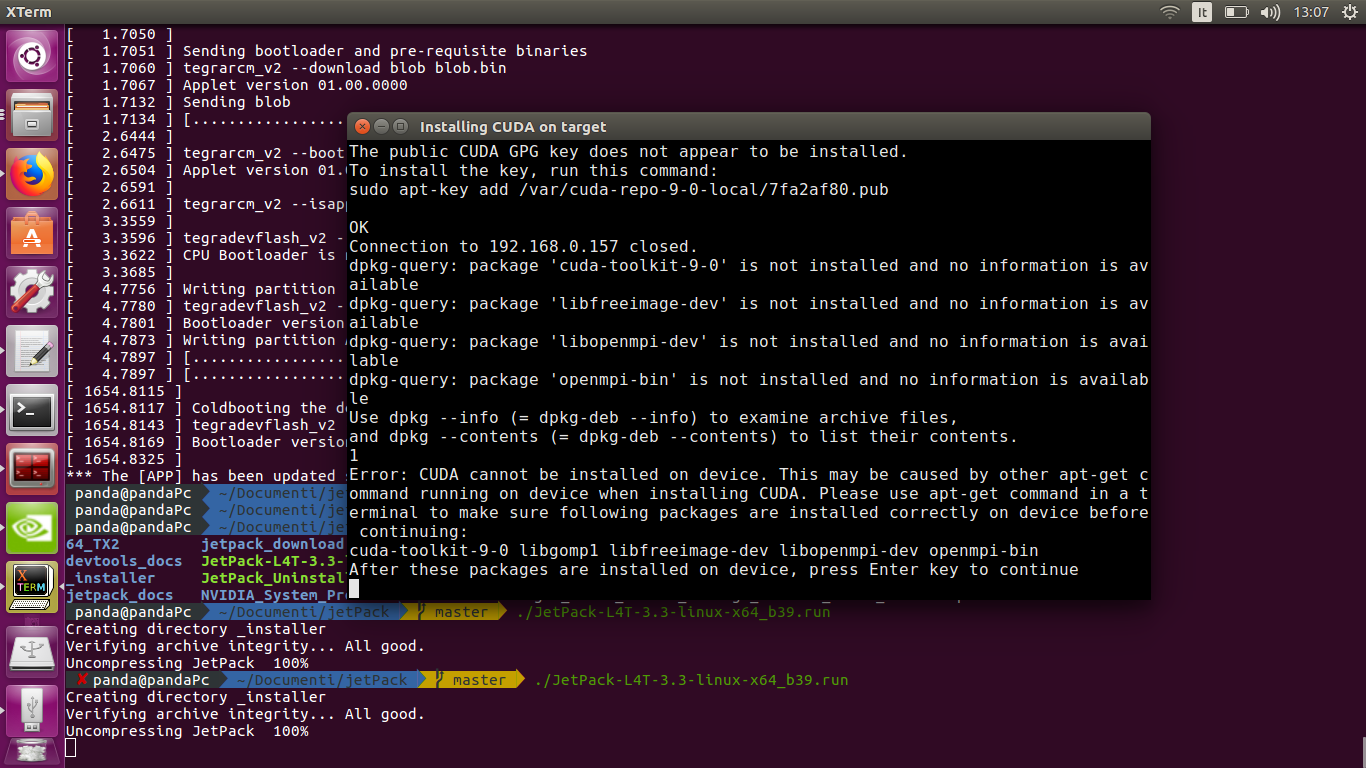 XTerm
It
13:07
[    1.7050 ]
[    1.7051 ] Sending bootloader and pre-requisite binaries
[    1.7060 ] tegrarcm_v2 --download blob blob.bin
[    1.7067 ] Applet version 01.00.0000
[    1.7132 ] Sending blob
[    1.7134 ] [..................
[    2.6444 ]
[    2.6475 ] tegrarcm_v2 --boot
[    2.6504 ] Applet version 01.
[    2.6591 ]
[    2.6611 ] tegrarcm_v2 --isap
[    3.3559 ]
[    3.3596 ] tegradevflash_v2 -
[    3.3622 ] CPU Bootloader is
[    3.3685 ]
[    4.7756 ] Writing partition
[    4.7780 ] tegradevflash_v2 -
[    4.7801 ] Bootloader version
[    4.7873 ] Writing partition
[    4.7897 ] [..................
[    4.7897 ] [..................
[ 1654.8115 ]
[ 1654.8117 ] Coldbooting the
[ 1654.8143 ] tegradevflash_v2
[ 1654.8169 ] Bootloader versio
[ 1654.8325 ]
*** The [APP] has been updated
panda@pandaPc ~/Documenti/je
panda@pandaPc ~/Documenti/je
panda@pandaPc ~/Documenti/je
64_TX2 jetpack_download
devtools_docs JetPack-L4T-3.3-
_installer JetPack_Uninstal
jetpack_docs NVIDIA_System_Pr
panda@pandaPc ~/Documenti/jetPack master ./JetPack-L4T-3.3-linux-x64_b39.run
Creating directory _installer
Verifying archive integrity... All good.
Uncompressing JetPack  100%
✘ panda@pandaPc ~/Documenti/jetPack master ./JetPack-L4T-3.3-linux-x64_b39.run
Creating directory _installer
Verifying archive integrity... All good.
Uncompressing JetPack  100%
Installing CUDA on target
The public CUDA GPG key does not appear to be installed.
To install the key, run this command:
sudo apt-key add /var/cuda-repo-9-0-local/7fa2af80.pub
OK
Connection to 192.168.0.157 closed.
dpkg-query: package 'cuda-toolkit-9-0' is not installed and no information is av
ailable
dpkg-query: package 'libfreeimage-dev' is not installed and no information is av
ailable
dpkg-query: package 'libopenmpi-dev' is not installed and no information is avai
lable
dpkg-query: package 'openmpi-bin' is not installed and no information is availab
le
Use dpkg --info (= dpkg-deb --info) to examine archive files,
and dpkg --contents (= dpkg-deb --contents) to list their contents.
1
Error: CUDA cannot be installed on device. This may be caused by other apt-get c
ommand running on device when installing CUDA. Please use apt-get command in a t
erminal to make sure following packages are installed correctly on device before
 continuing:
cuda-toolkit-9-0 libgomp1 libfreeimage-dev libopenmpi-dev openmpi-bin
After these packages are installed on device, press Enter key to continue